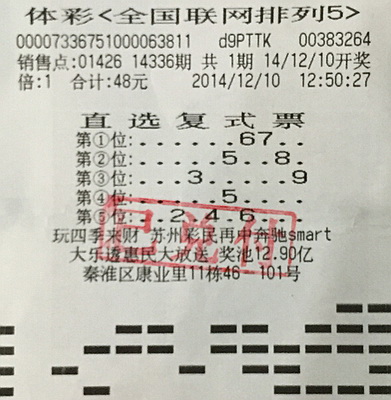 体彩<全国联网排列5>
00007336751000063811 d9PTTK 00383264
销售点:01426 14336期 共 1期 14/12/10开奖
倍:1 合计:48元 2014/12/10 12:50:27
直选复式票
第①位:......67..
第②位:.....5..8.
第③位:...3.....9
第④位:.....5....
第⑤位:..2.4.6...
已兑付
玩四季来财 苏州彩民再中奔驰smart
大乐透惠民大放送 奖池12.90亿
秦淮区康业里11栋46 101号